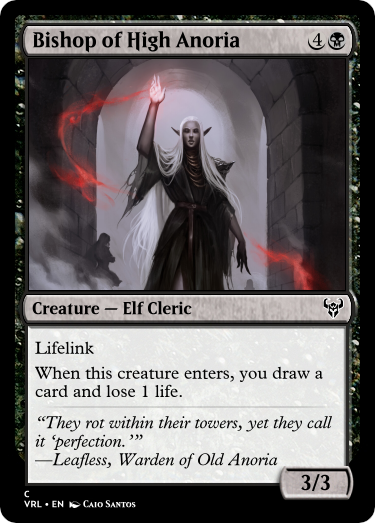 Bishop of High Anoria 4
Creature — Elf Cleric
Lifelink
When this creature enters, you draw a
card and lose 1 life.
“They rot within their towers, yet they call
it ‘perfection.’”
—Leafless, Warden of Old Anoria
3/3
C
VRL • EN Caio Santos